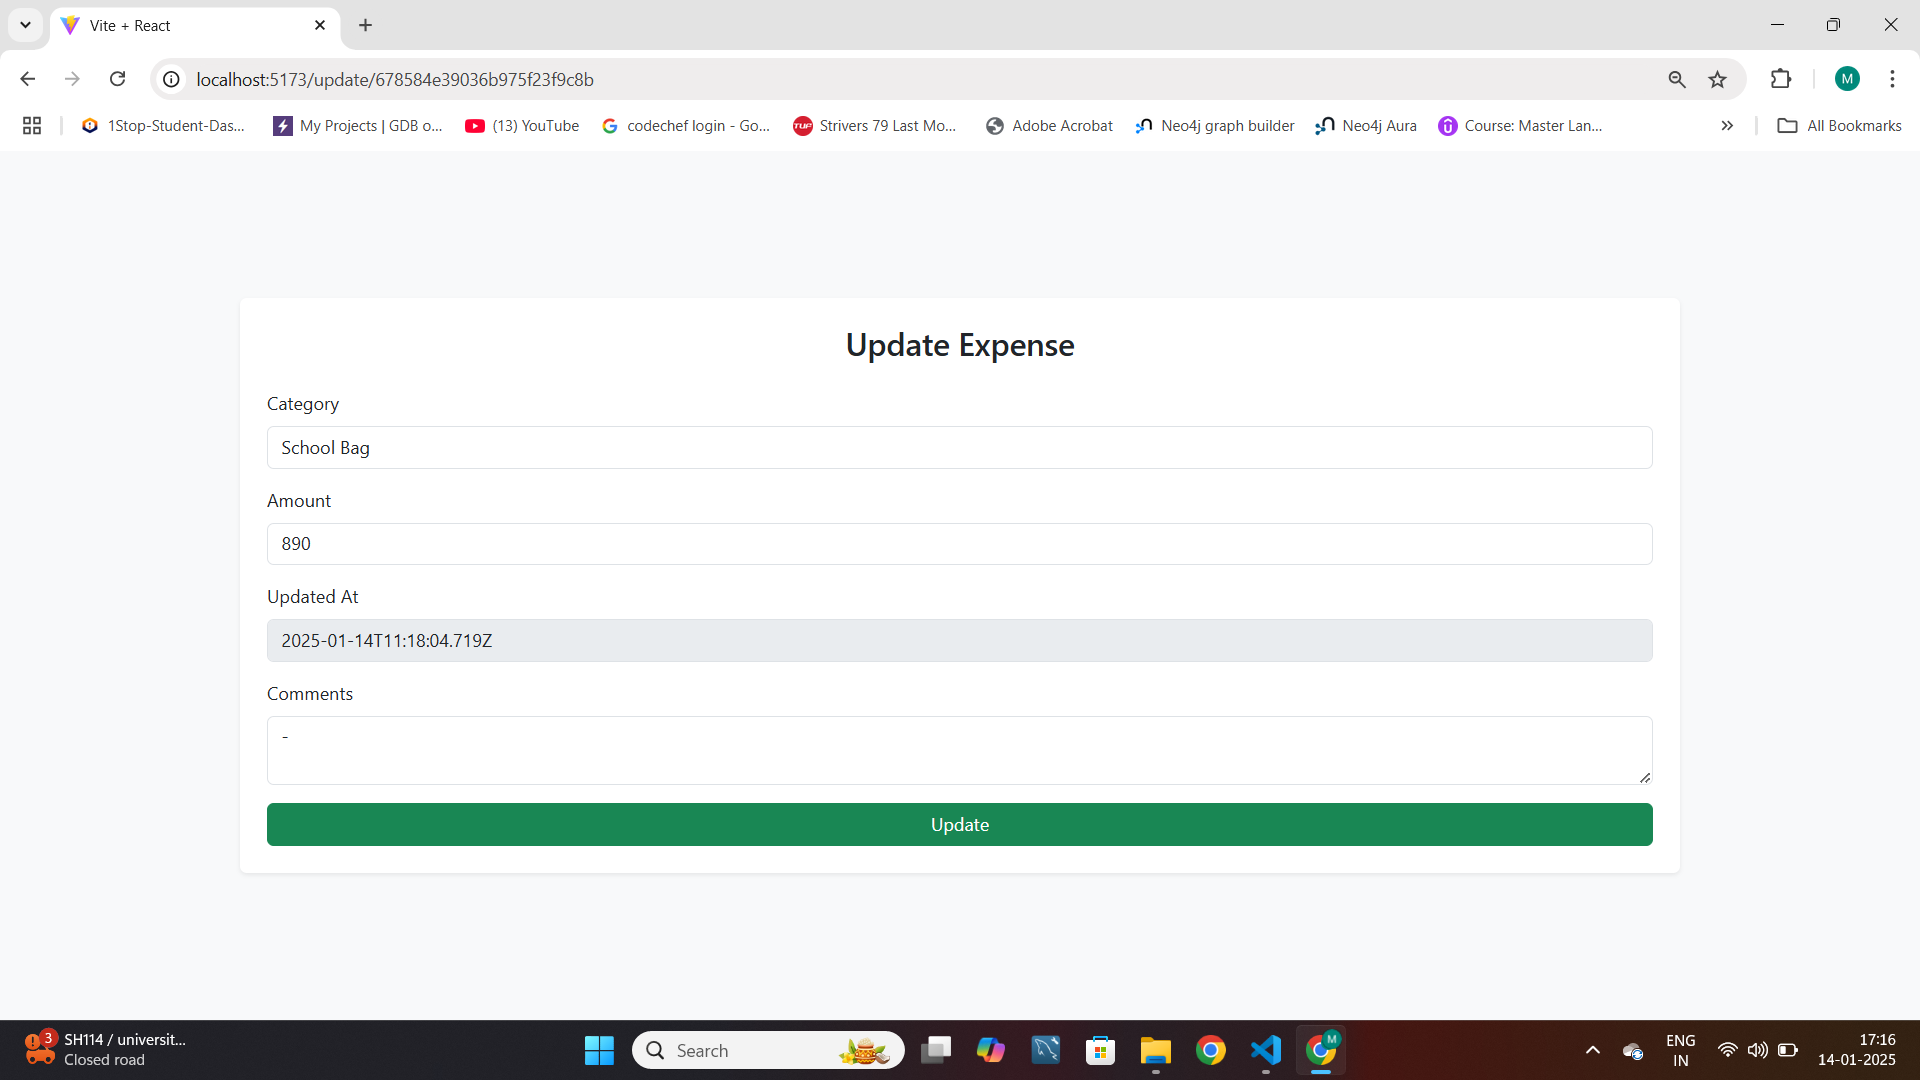 Vite + React
localhost:5173/update/678584e39036b975f23f9c8b
M
1Stop-Student-Das...
My Projects | GDB o...
(13) YouTube
codechef login - Go...
TUF
Strivers 79 Last Mo...
Adobe Acrobat
Neo4j graph builder
Neo4j Aura
Course: Master Lan...
All Bookmarks
Update Expense
Category
School Bag
Amount
890
Updated At
2025-01-14T11:18:04.719Z
Comments
-
Update
3
SH114 / universit...
Closed road
Search
M
ENG
IN
17:16
14-01-2025